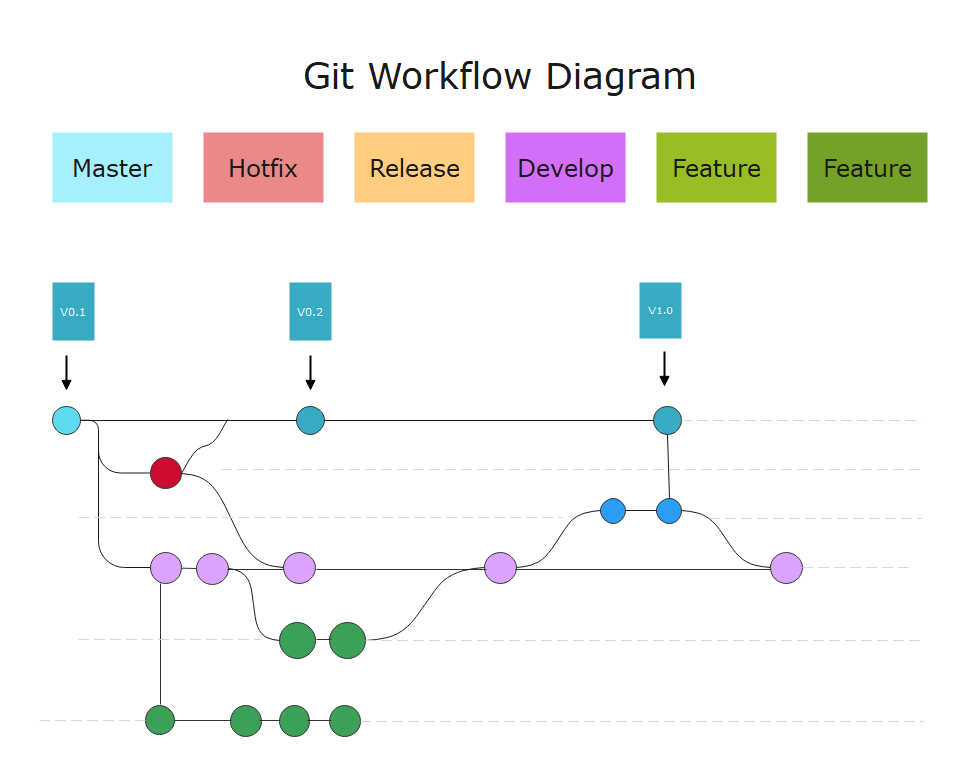 Git Workflow Diagram
Master
Hotfix
Release
Develop
Feature
Feature
V0.1
V0.2
V1.0